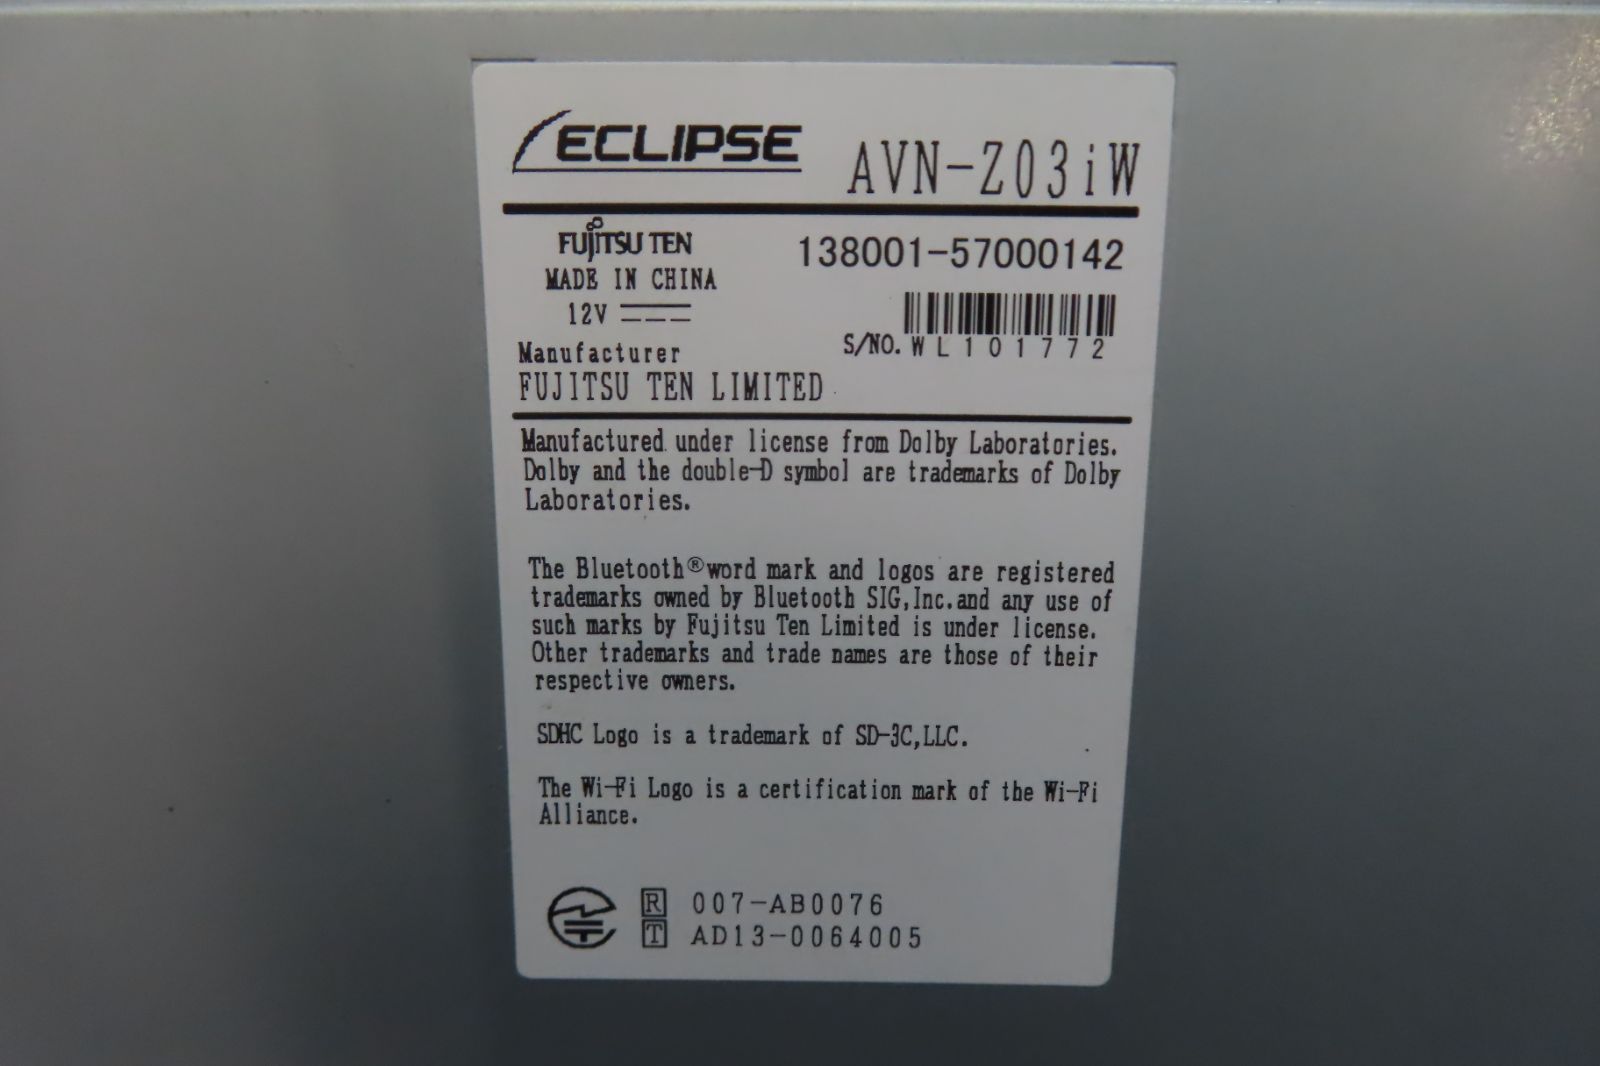 ECLIPSE AVN-Z03iW
FUJITSU TEN 138001-57000142
MADE IN CHINA
12V
S/NO. WL101772
Manufacturer
FUJITSU TEN LIMITED
Manufactured under license from Dolby Laboratories.
Dolby and the double-D symbol are trademarks of Dolby
Laboratories.
The Bluetooth® word mark and logos are registered
trademarks owned by Bluetooth SIG,Inc.and any use of
such marks by Fujitsu Ten Limited is under license.
Other trademarks and trade names are those of their
respective owners.
SDHC Logo is a trademark of SD-3C,LLC.
The Wi-Fi Logo is a certification mark of the Wi-Fi
Alliance.
R 007-AB0076
T AD13-0064005